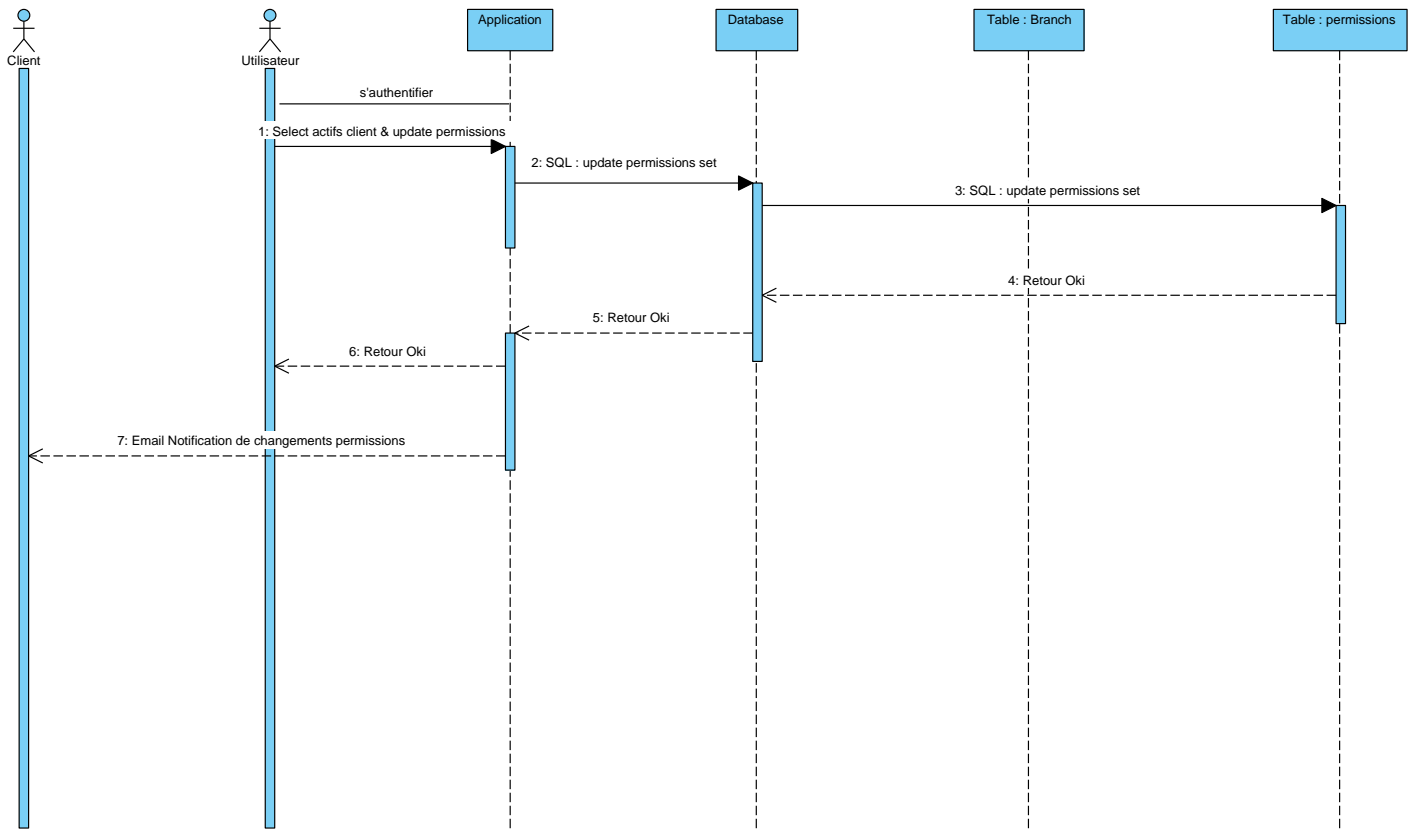 Client
Utilisateur
Application
Database
Table : Branch
Table : permissions
s'authentifier
1: Select actifs client & update permissions
2: SQL : update permissions set
3: SQL : update permissions set
4: Retour Oki
5: Retour Oki
6: Retour Oki
7: Email Notification de changements permissions